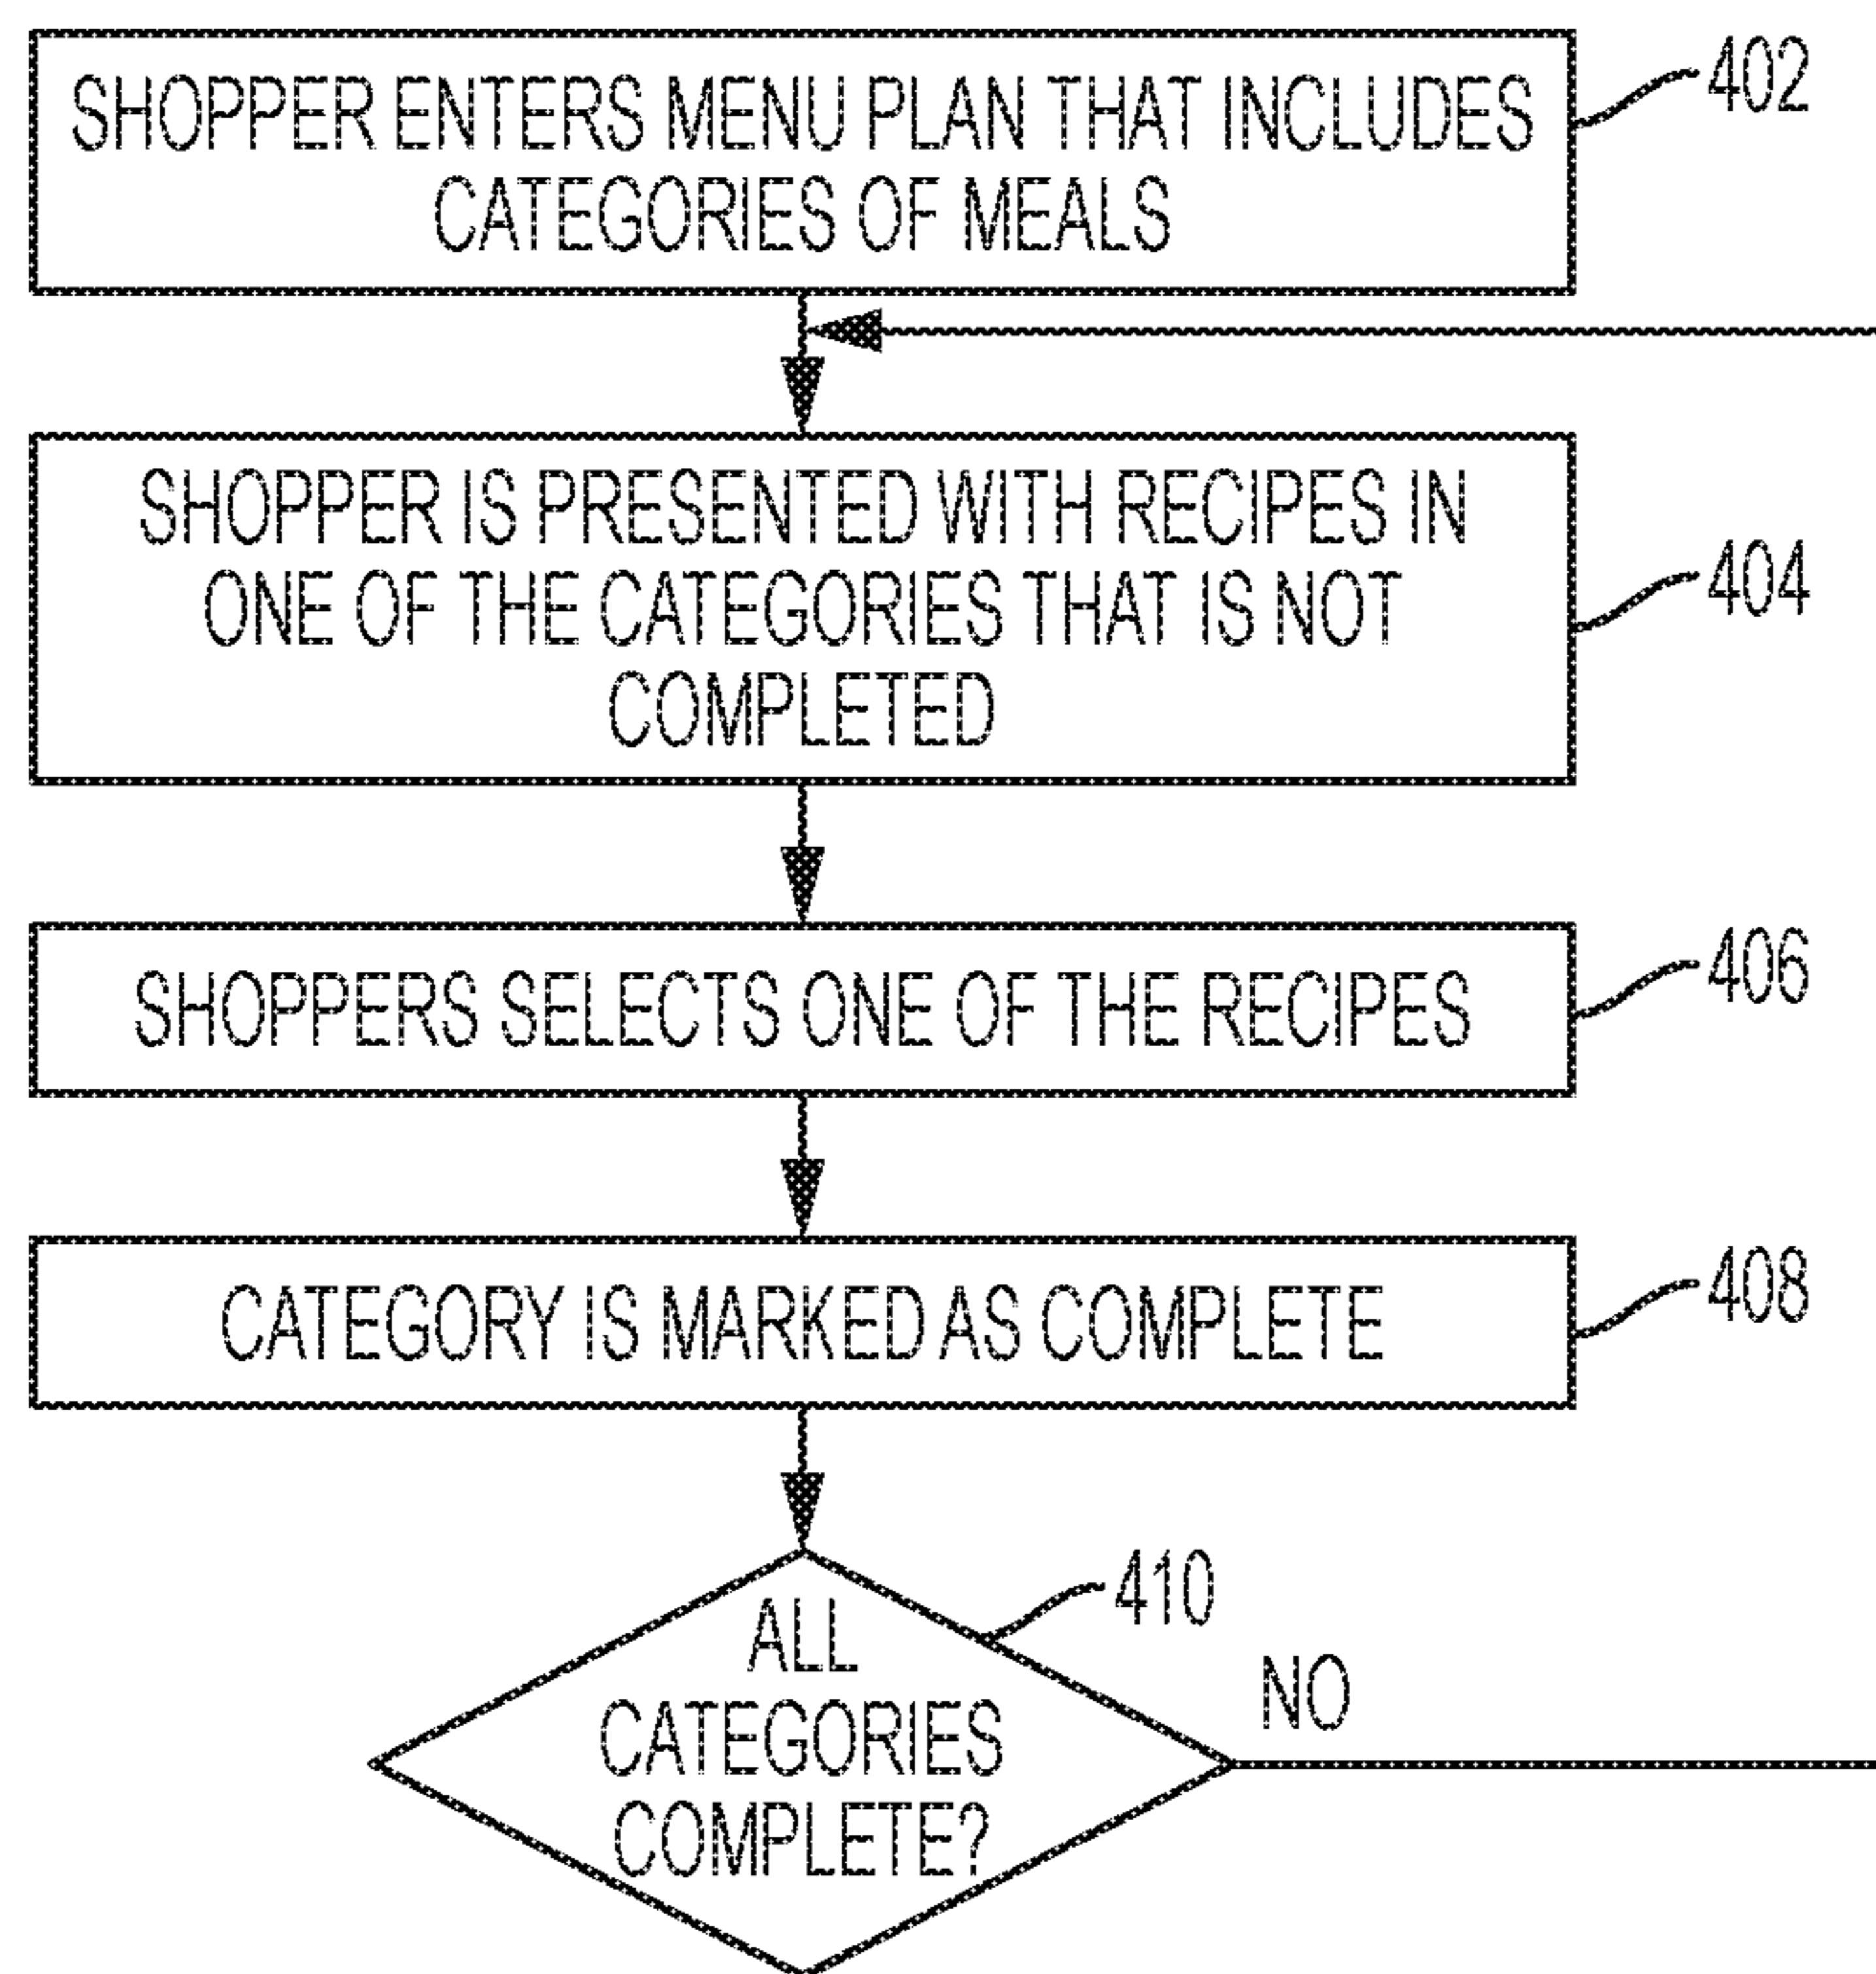 SHOPPER ENTERS MENU PLAN THAT INCLUDES
CATEGORIES OF MEALS
402
SHOPPER IS PRESENTED WITH RECIPES IN
ONE OF THE CATEGORIES THAT IS NOT
COMPLETED
404
SHOPPERS SELECTS ONE OF THE RECIPES
406
CATEGORY IS MARKED AS COMPLETE
408
ALL
CATEGORIES
COMPLETE?
410
NO